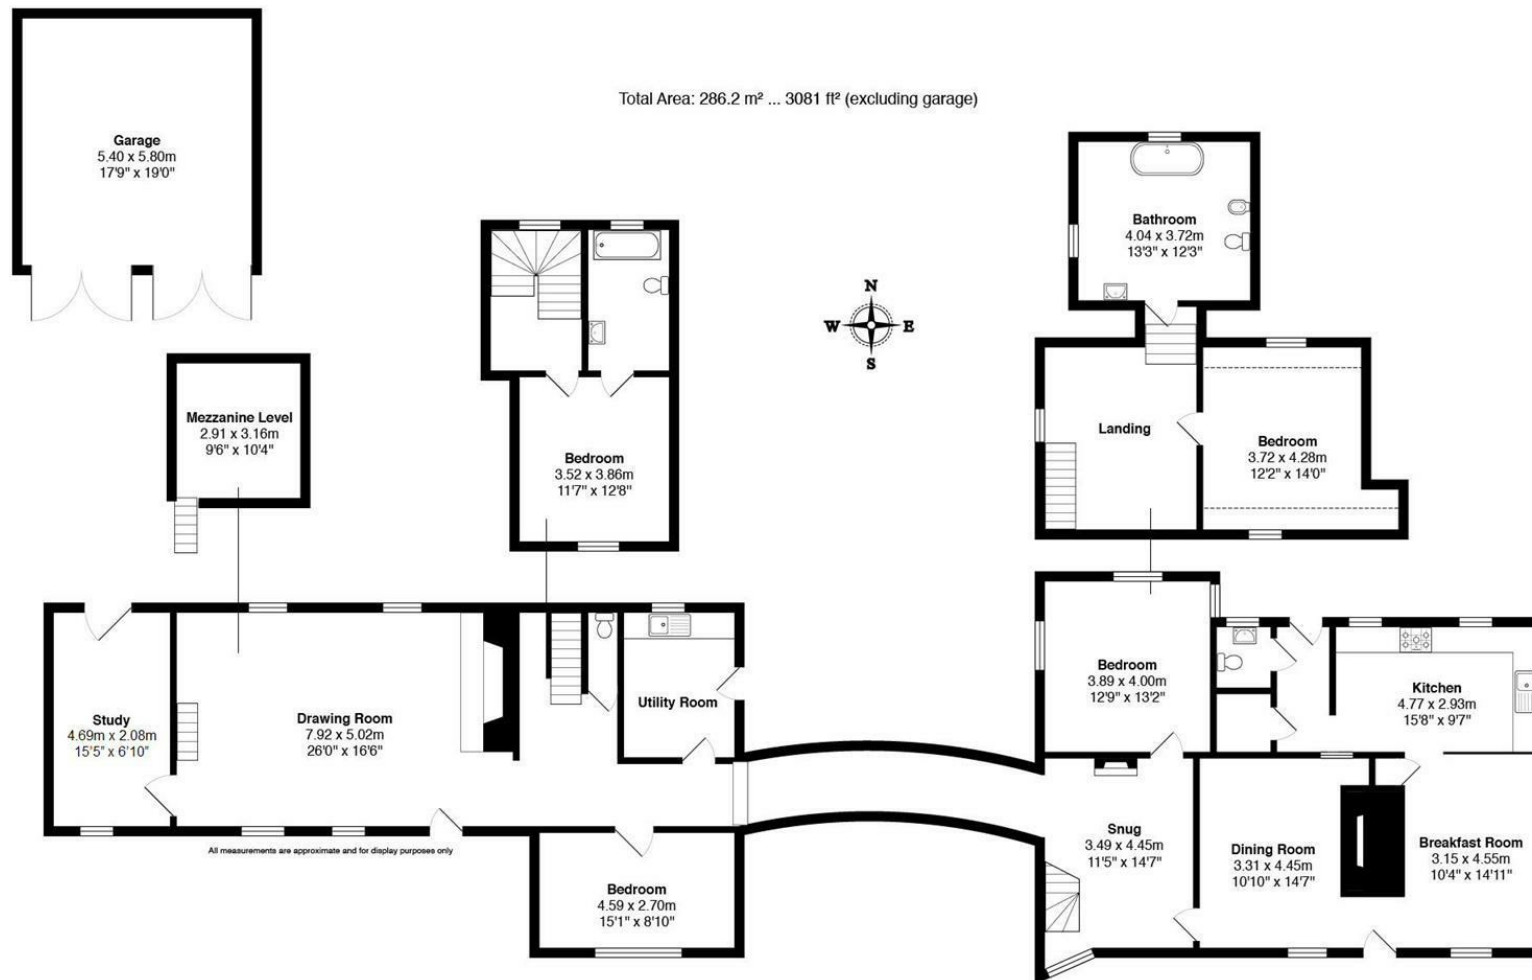 Total Area: 286.2 m² ... 3081 ft² (excluding garage)
Garage
5.40 x 5.80m
17'9" x 19'0"
Bathroom
4.04 x 3.72m
13'3" x 12'3"
N
W E
S
Mezzanine Level
2.91 x 3.16m
9'6" x 10'4"
Bedroom
3.52 x 3.86m
11'7" x 12'8"
Landing
Bedroom
3.72 x 4.28m
12'2" x 14'0"
Study
4.69m x 2.08m
15'5" x 6'10"
Drawing Room
7.92 x 5.02m
26'0" x 16'6"
Utility Room
Bedroom
3.89 x 4.00m
12'9" x 13'2"
Kitchen
4.77 x 2.93m
15'8" x 9'7"
Snug
3.49 x 4.45m
11'5" x 14'7"
Dining Room
3.31 x 4.45m
10'10" x 14'7"
Breakfast Room
3.15 x 4.55m
10'4" x 14'11"
All measurements are approximate and for display purposes only
Bedroom
4.59 x 2.70m
15'1" x 8'10"